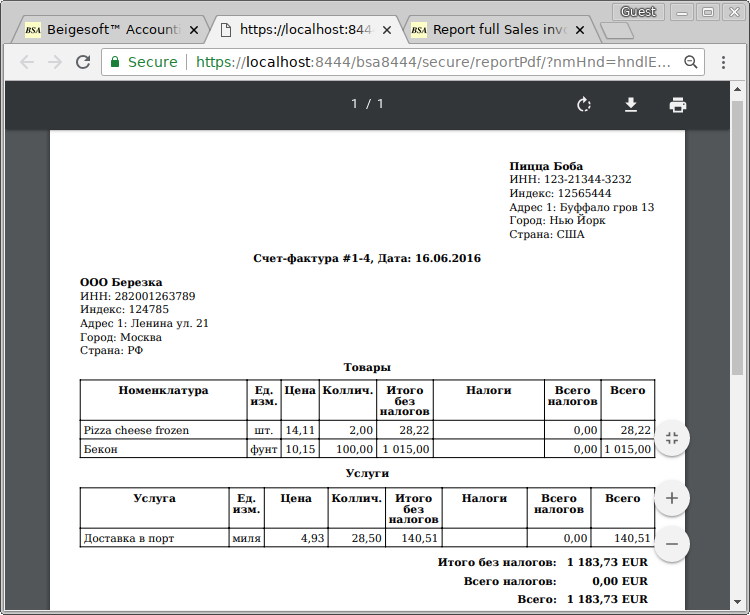 Guest
BSA Beigesoft™ Account
https://localhost:844
BSA Report full Sales inv
Secure https://localhost:8444/bsa8444/secure/reportPdf/?nmHnd=hndlE...
1 / 1
Пицца Боба
ИНН: 123-21344-3232
Индекс: 12565444
Адрес 1: Буффало гров 13
Город: Нью Йорк
Страна: США
Счет-фактура #1-4, Дата: 16.06.2016
ООО Березка
ИНН: 282001263789
Индекс: 124785
Адрес 1: Ленина ул. 21
Город: Москва
Страна: РФ
Товары
Номенклатура Ед. изм. Цена Коллич. Итого без налогов Налоги Всего налогов Всего
Pizza cheese frozen шт. 14,11 2,00 28,22 0,00 28,22
Бекон фунт 10,15 100,00 1 015,00 0,00 1 015,00
Услуги
Услуга Ед. изм. Цена Коллич. Итого без налогов Налоги Всего налогов Всего
Доставка в порт миля 4,93 28,50 140,51 0,00 140,51
Итого без налогов: 1 183,73 EUR
Всего налогов: 0,00 EUR
Всего: 1 183,73 EUR